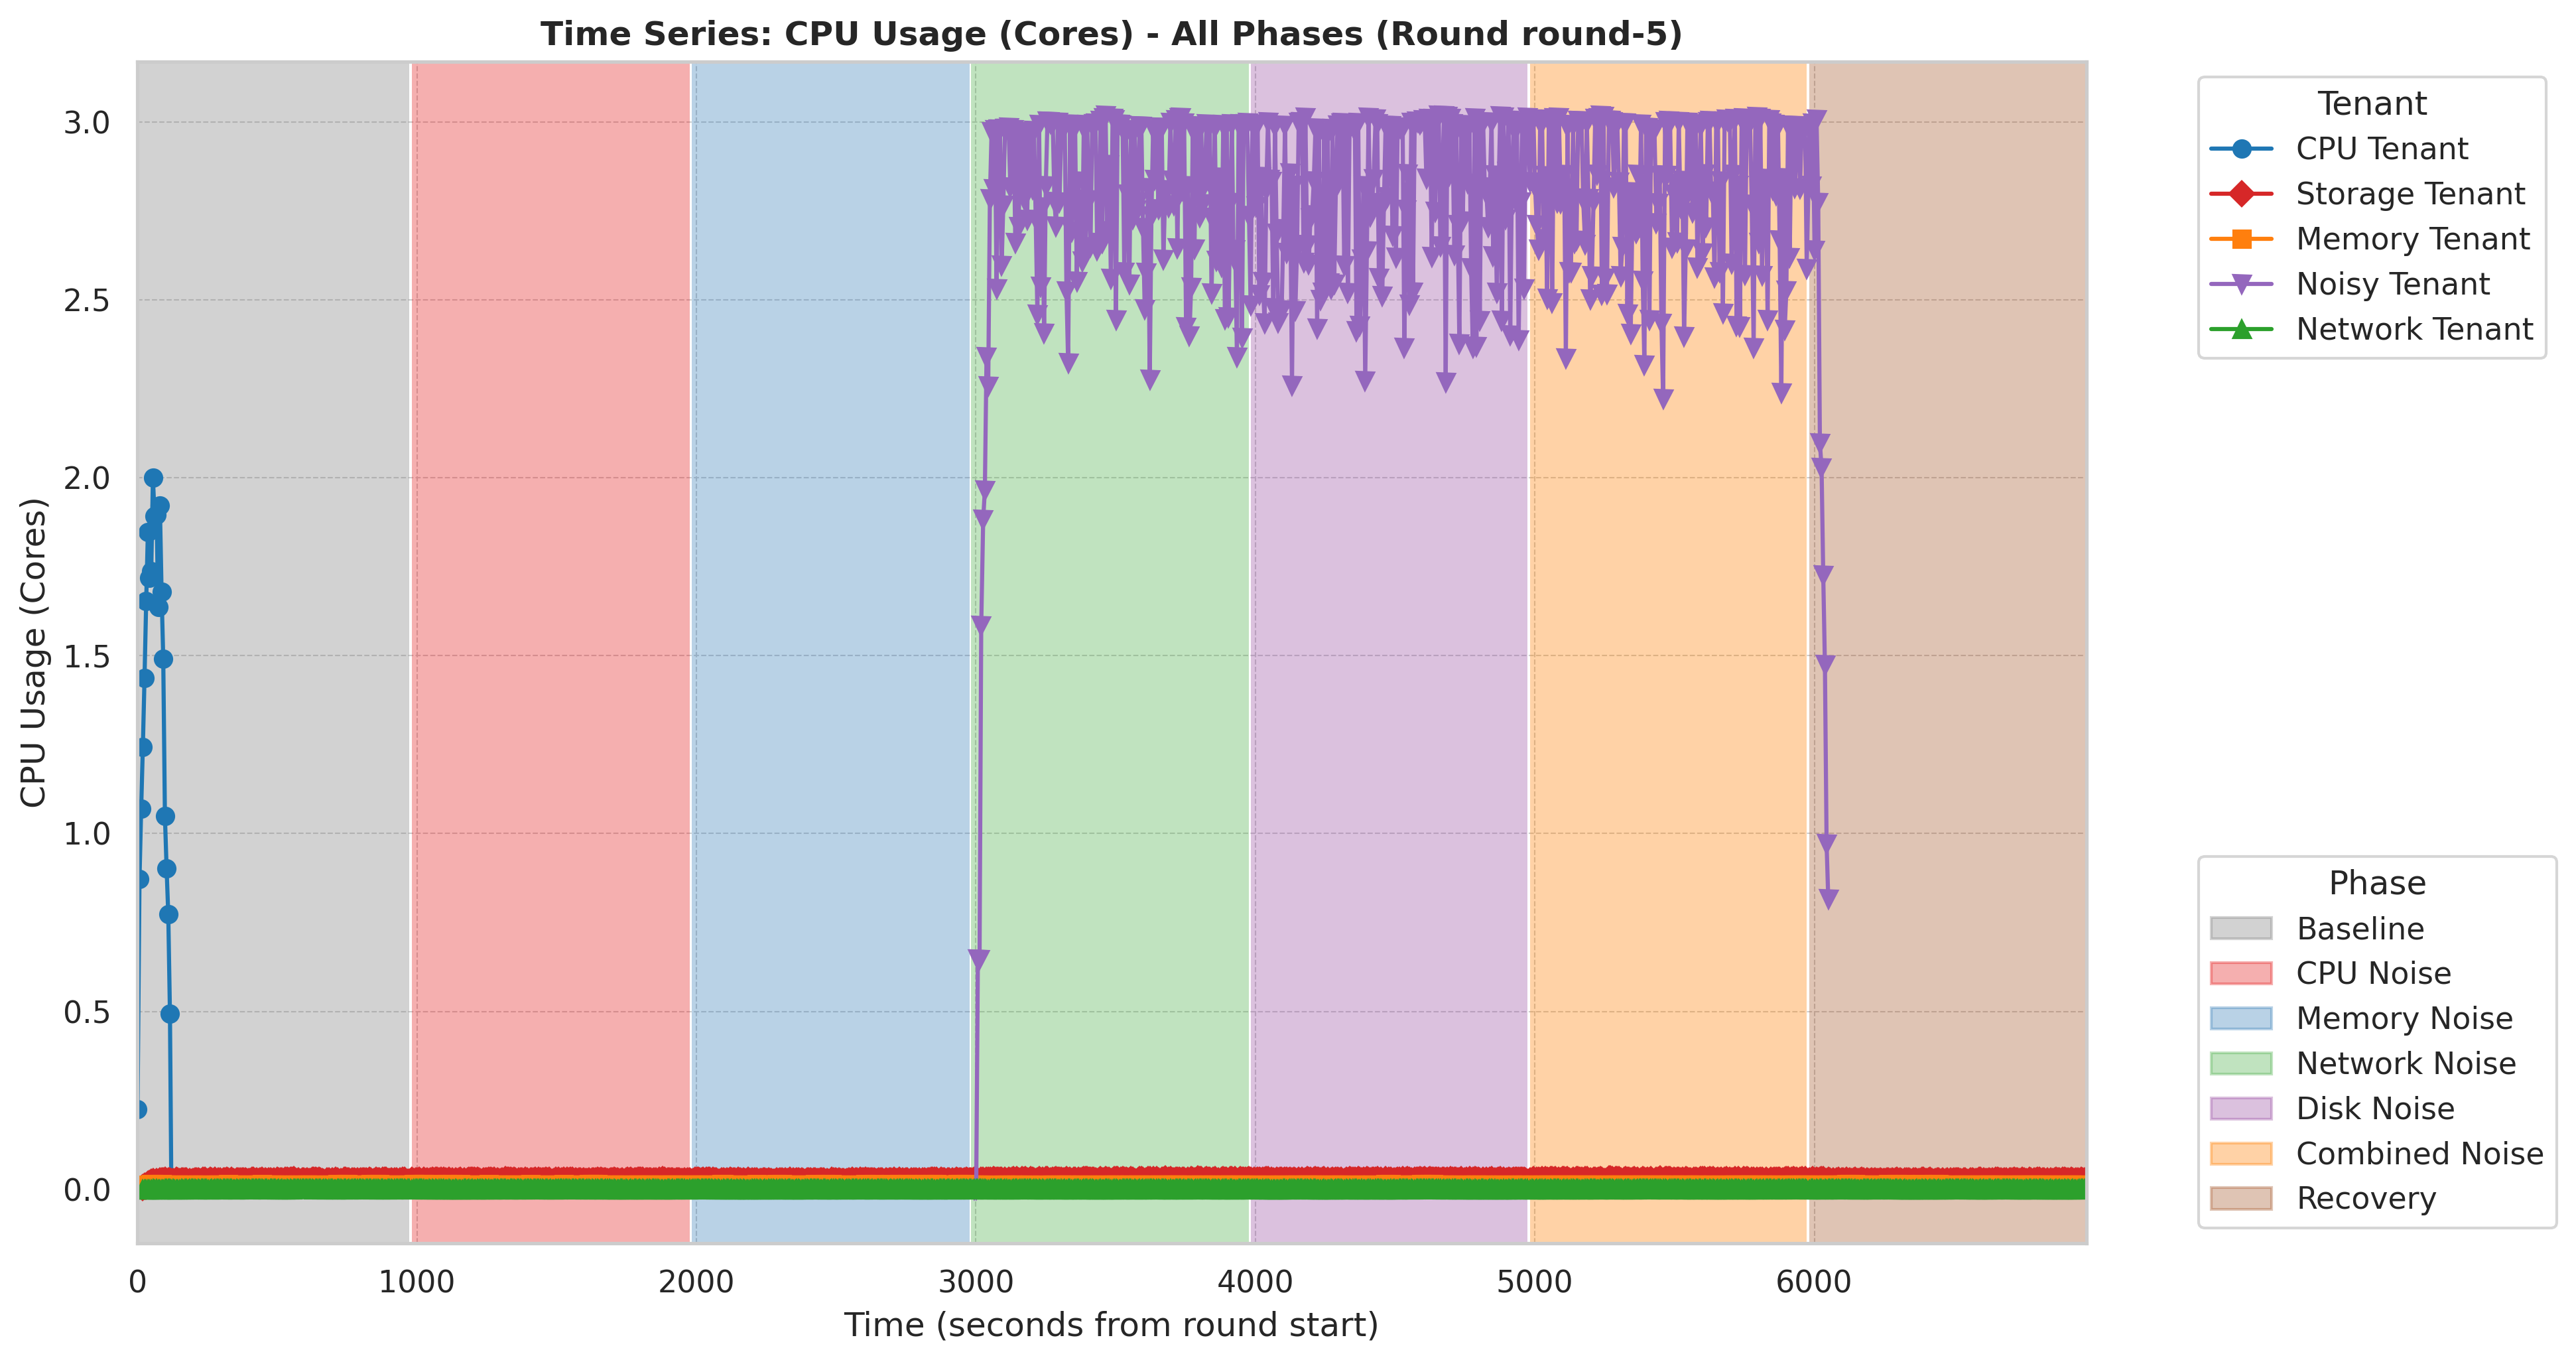 Time Series: CPU Usage (Cores) - All Phases (Round round-5)
CPU Usage (Cores)
3.0
2.5
2.0
1.5
1.0
0.5
0.0
0 1000 2000 3000 4000 5000 6000
Time (seconds from round start)
Tenant
CPU Tenant
Storage Tenant
Memory Tenant
Noisy Tenant
Network Tenant
Phase
Baseline
CPU Noise
Memory Noise
Network Noise
Disk Noise
Combined Noise
Recovery